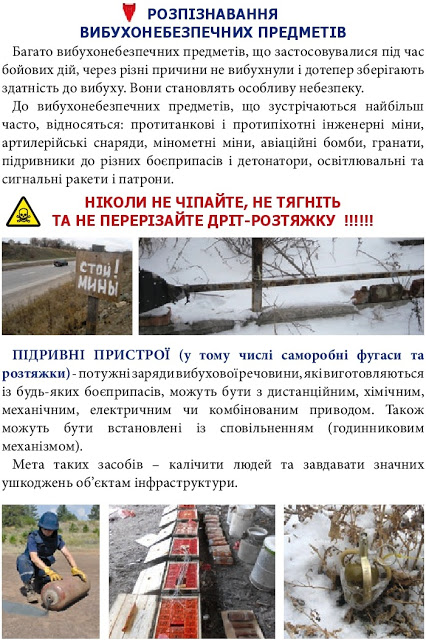 РОЗПІЗНАВАННЯ
ВИБУХОНЕБЕЗПЕЧНИХ ПРЕДМЕТІВ
Багато вибухонебезпечних предметів, що застосовувалися під час
бойових дій, через різні причини не вибухнули і дотепер зберігають
здатність до вибуху. Вони становлять особливу небезпеку.
До вибухонебезпечних предметів, що зустрічаються найбільш
часто, відносяться: протитанкові і протипіхотні інженерні міни,
артилерійські снаряди, мінометні міни, авіаційні бомби, гранати,
підривники до різних боєприпасів і детонатори, освітлювальні та
сигнальні ракети і патрони.
НІКОЛИ НЕ ЧІПАЙТЕ, НЕ ТЯГНІТЬ
ТА НЕ ПЕРЕРІЗАЙТЕ ДРІТ-РОЗТЯЖКУ !!!!!!
СТОЙ!
МИНЫ
ПІДРИВНІ ПРИСТРОЇ (у тому числі саморобні фугаси та
розтяжки) - потужні заряди вибухової речовини, які виготовляються
із будь-яких боєприпасів, можуть бути з дистанційним, хімічним,
механічним, електричним чи комбінованим приводом. Також
можуть бути встановлені із сповільненням (годинниковим
механізмом).
Мета таких засобів – калічити людей та завдавати значних
ушкоджень об’єктам інфраструктури.